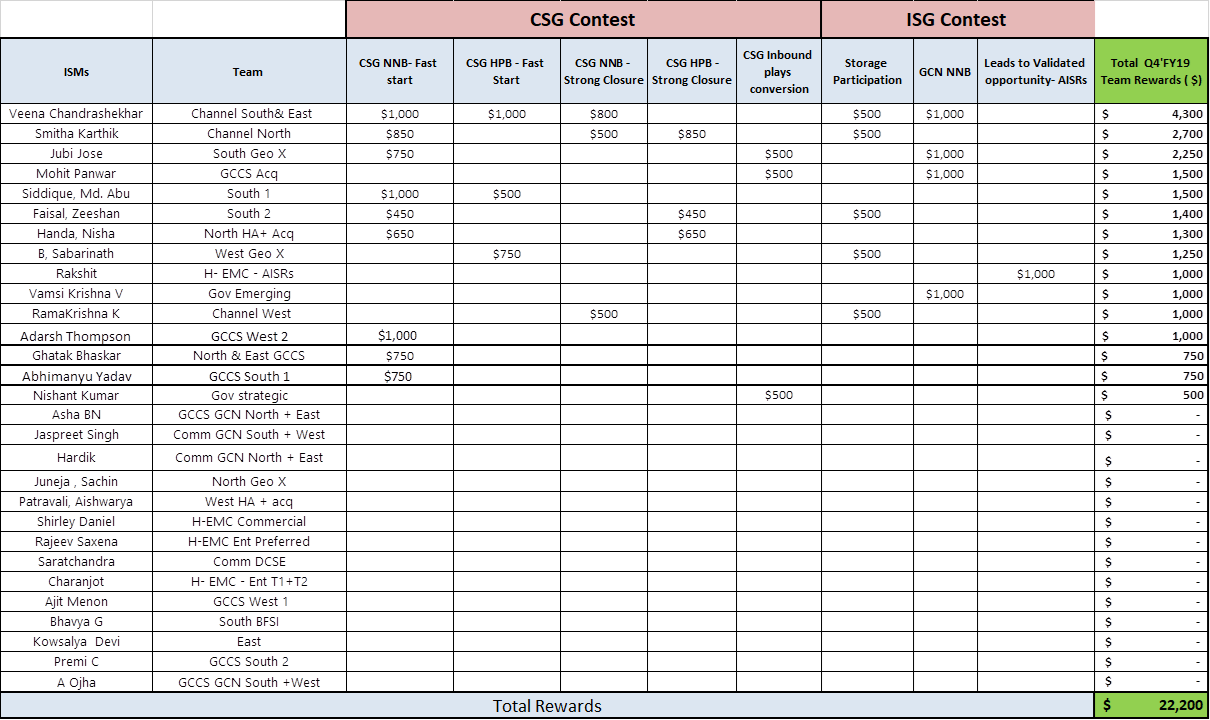 CSG Contest ISG Contest
ISMs Team CSG NNB- Fast start CSG HPB - Fast Start CSG NNB - Strong Closure CSG HPB - Strong Closure CSG Inbound plays conversion Storage Participation GCN NNB Leads to Validated opportunity- AISRs Total Q4'FY19 Team Rewards ( $)
Veena Chandrashekhar Channel South& East $1,000 $1,000 $800 $500 $1,000 $ 4,300
Smitha Karthik Channel North $850 $500 $850 $500 $ 2,700
Jubi Jose South Geo X $750 $500 $1,000 $ 2,250
Mohit Panwar GCCS Acq $500 $1,000 $ 1,500
Siddique, Md. Abu South 1 $1,000 $500 $ 1,500
Faisal, Zeeshan South 2 $450 $450 $500 $ 1,400
Handa, Nisha North HA+ Acq $650 $650 $ 1,300
B, Sabarinath West Geo X $750 $500 $ 1,250
Rakshit H- EMC - AISRs $1,000 $ 1,000
Vamsi Krishna V Gov Emerging $1,000 $ 1,000
RamaKrishna K Channel West $500 $500 $ 1,000
Adarsh Thompson GCCS West 2 $1,000 $ 1,000
Ghatak Bhaskar North & East GCCS $750 $ 750
Abhimanyu Yadav GCCS South 1 $750 $ 750
Nishant Kumar Gov strategic $500 $ 500
Asha BN GCCS GCN North + East $ -
Jaspreet Singh Comm GCN South + West $ -
Hardik Comm GCN North + East $ -
Juneja , Sachin North Geo X $ -
Patravali, Aishwarya West HA + acq $ -
Shirley Daniel H-EMC Commercial $ -
Rajeev Saxena H-EMC Ent Preferred $ -
Saratchandra Comm DCSE $ -
Charanjot H- EMC - Ent T1+T2 $ -
Ajit Menon GCCS West 1 $ -
Bhavya G South BFSI $ -
Kowsalya Devi East $ -
Premi C GCCS South 2 $ -
A Ojha GCCS GCN South +West $ -
Total Rewards $ 22,200